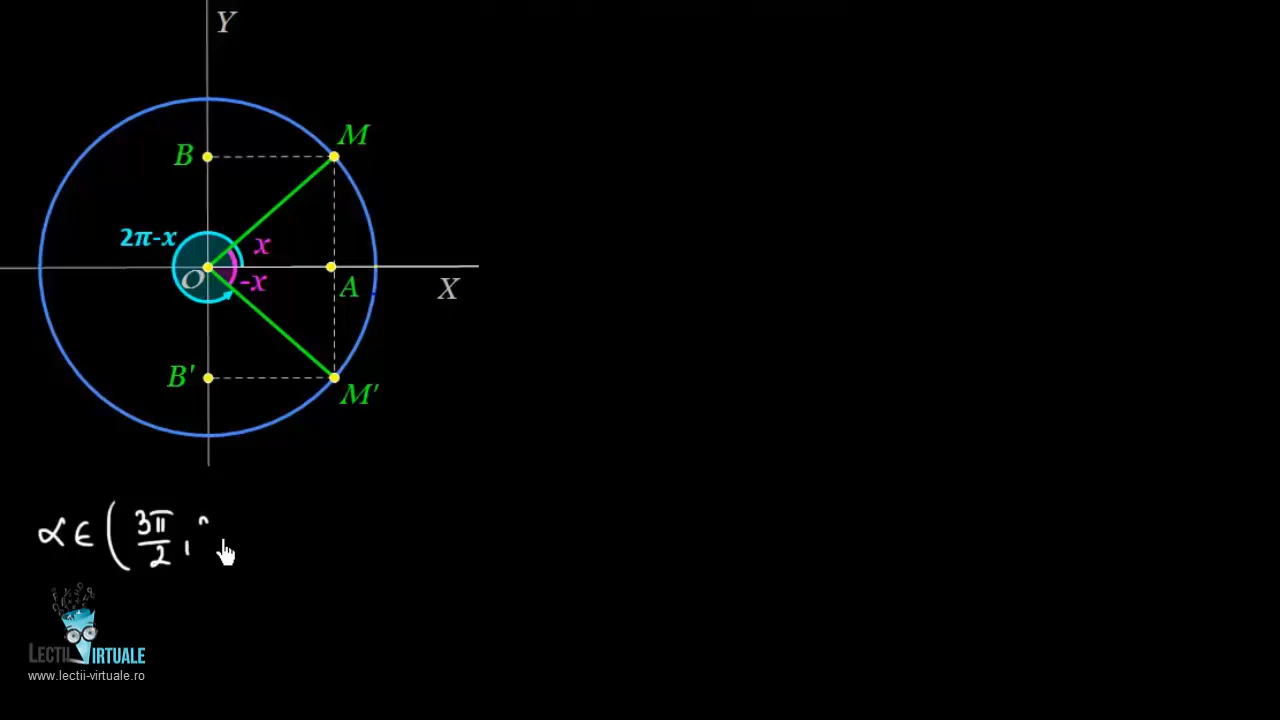 Y
M
B
2π-x
x
O
-x
A
X
B'
M'
α ∈ ( 3π/2 ,
LECTII VIRTUALE
www.lectii-virtuale.ro